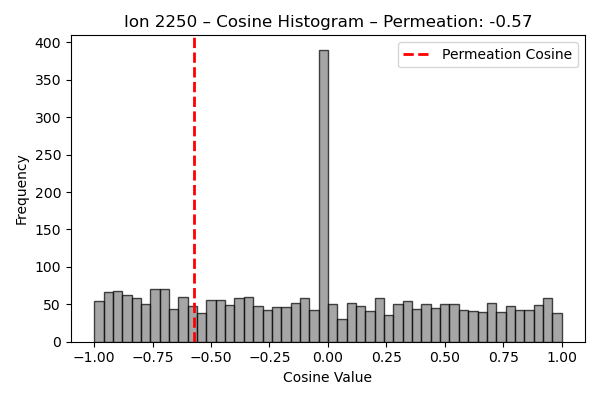 Ion 2250 – Cosine Histogram – Permeation: -0.57
Permeation Cosine
Frequency
400
350
300
250
200
150
100
50
0
−1.00 −0.75 −0.50 −0.25 0.00 0.25 0.50 0.75 1.00
Cosine Value